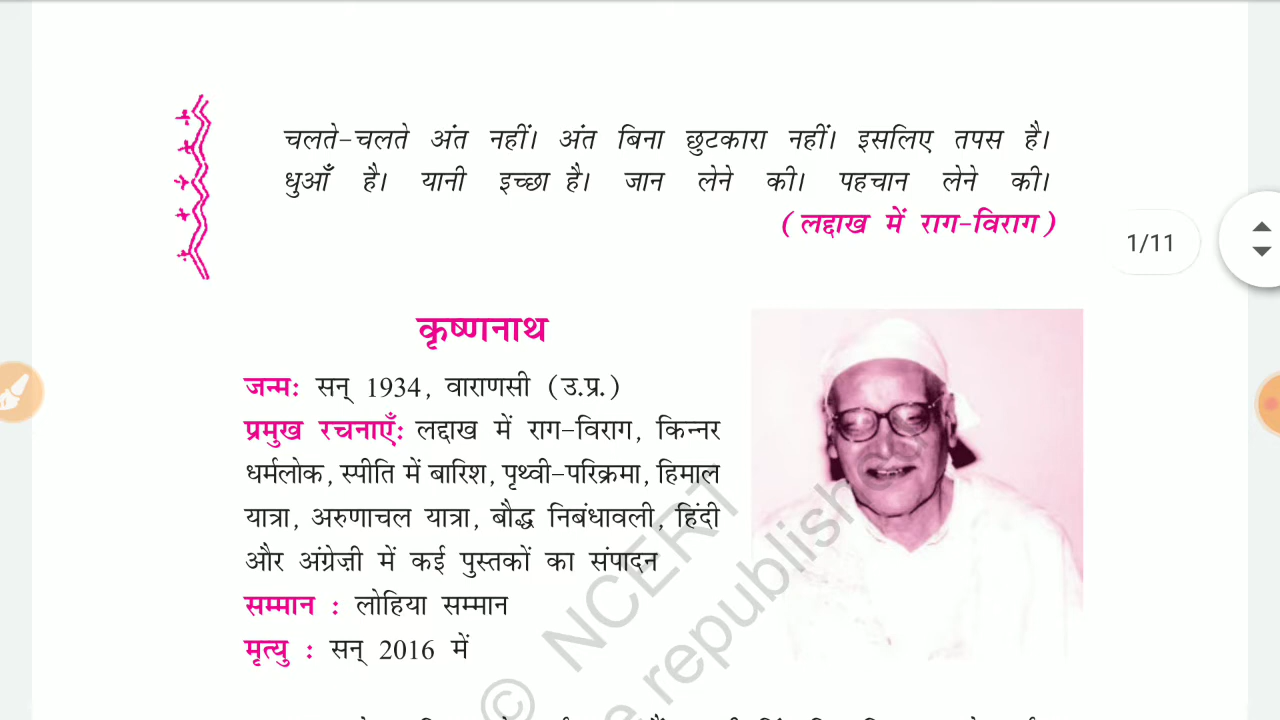 चलते-चलते अंत नहीं। अंत बिना छुटकारा नहीं। इसलिए तपस है।
धुआँ है। यानी इच्छा है। जान लेने की। पहचान लेने की।
(लद्दाख में राग-विराग)
1/11
कृष्णनाथ
जन्मः सन् 1934, वाराणसी (उ.प्र.)
प्रमुख रचनाएँः लद्दाख में राग-विराग, किन्नर
धर्मलोक, स्पीति में बारिश, पृथ्वी-परिक्रमा, हिमाल
यात्रा, अरुणाचल यात्रा, बौद्ध निबंधावली, हिंदी
और अंग्रेज़ी में कई पुस्तकों का संपादन
सम्मान : लोहिया सम्मान
मृत्यु : सन् 2016 में
© NCERT
republished